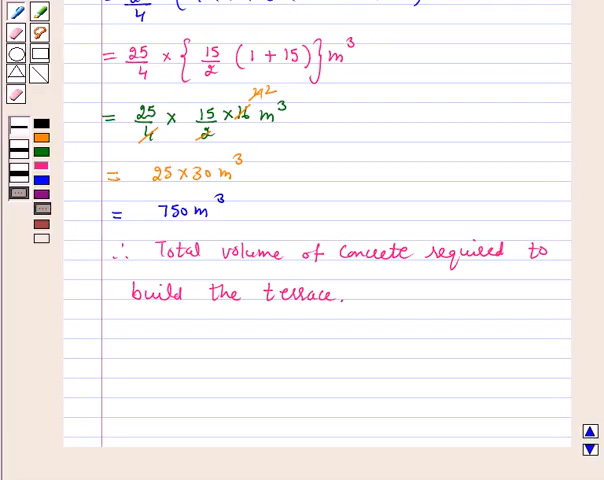 = 25/4 × { 15/2 (1 + 15) } m³
= 25/4 × 15/2 × 16 m³
= 25 × 30 m³
= 750 m³
∴ Total volume of concrete required to
build the terrace.